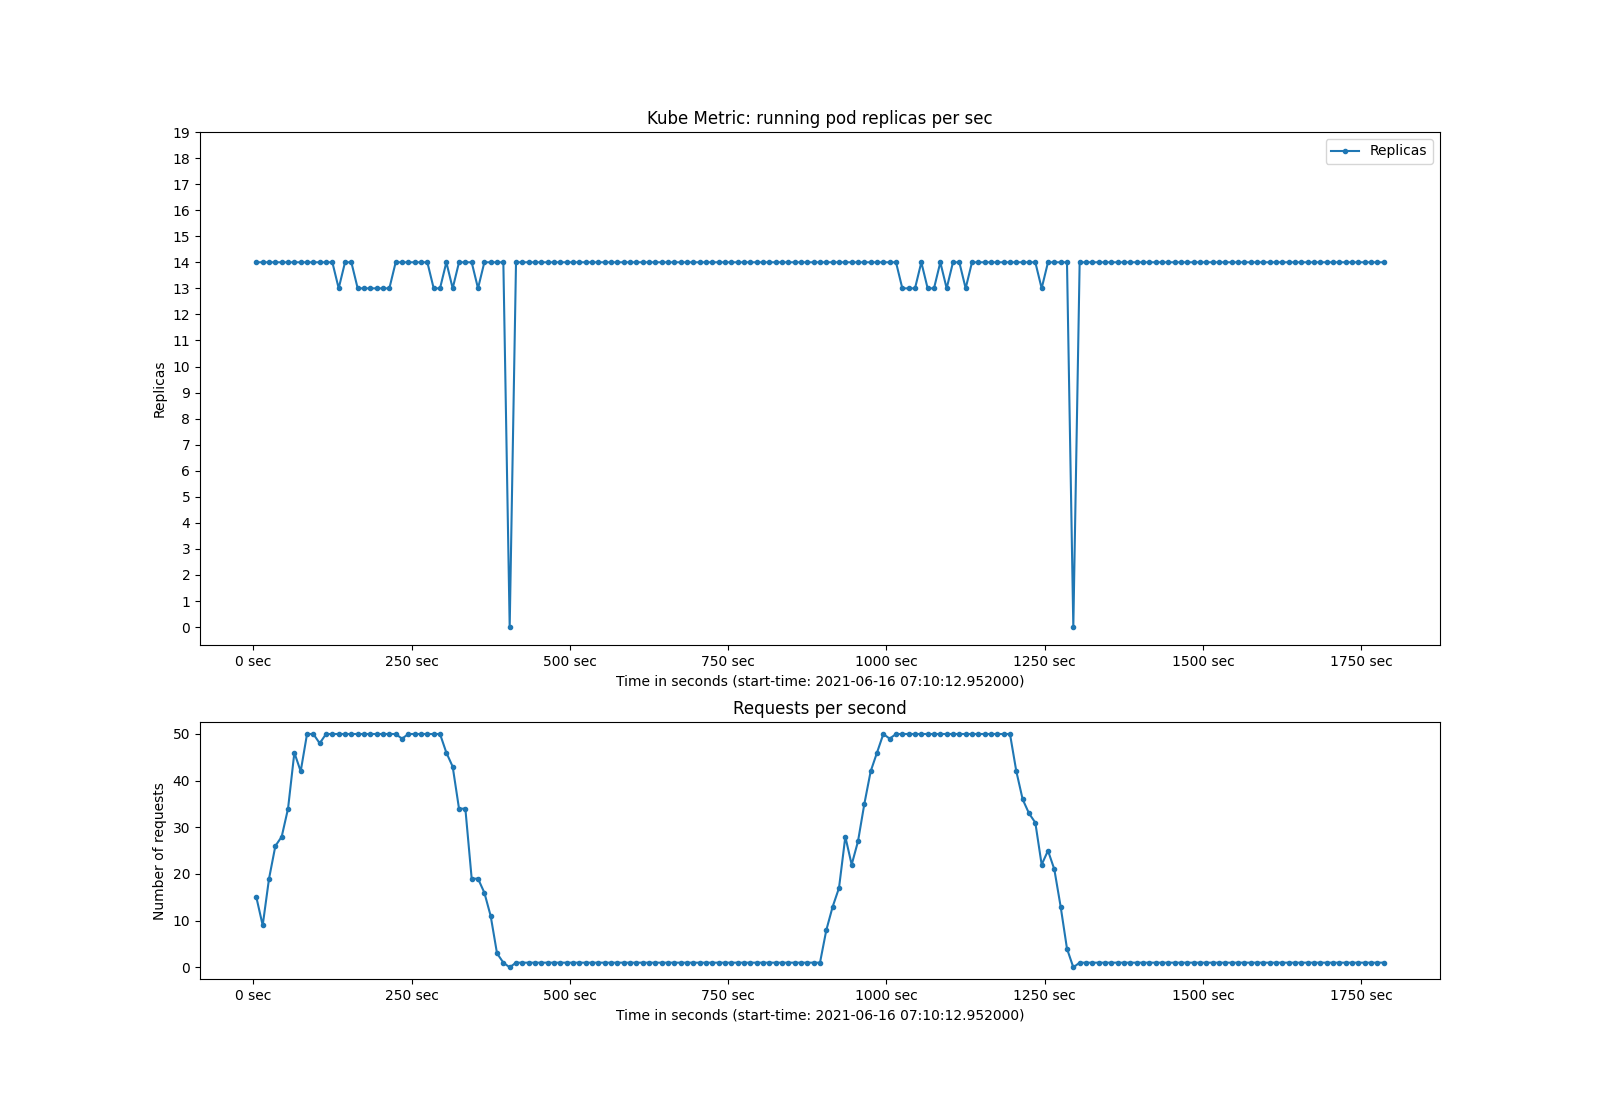 Kube Metric: running pod replicas per sec
19
18
17
16
15
14
13
12
11
10
9
8
7
6
5
4
3
2
1
0
Replicas
Replicas
0 sec 250 sec 500 sec 750 sec 1000 sec 1250 sec 1500 sec 1750 sec
Time in seconds (start-time: 2021-06-16 07:10:12.952000)
Requests per second
50
40
30
20
10
0
Number of requests
0 sec 250 sec 500 sec 750 sec 1000 sec 1250 sec 1500 sec 1750 sec
Time in seconds (start-time: 2021-06-16 07:10:12.952000)